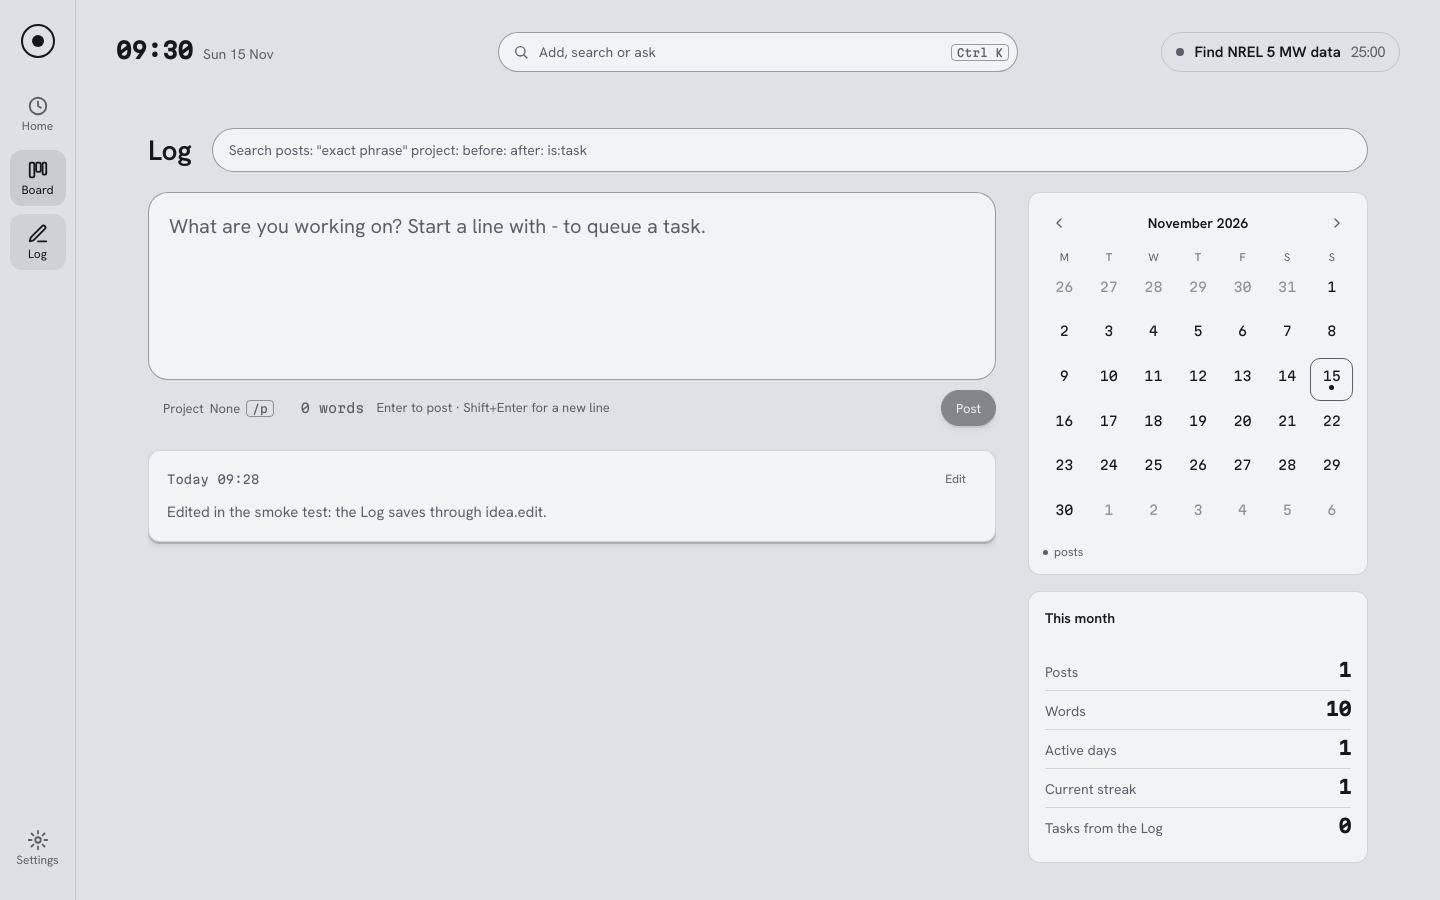 09:30 Sun 15 Nov
Add, search or ask Ctrl K
Find NREL 5 MW data 25:00
Home
Board
Log
Settings
Log
Search posts: "exact phrase" project: before: after: is:task
What are you working on? Start a line with - to queue a task.
Project None /p 0 words Enter to post · Shift+Enter for a new line Post
Today 09:28 Edit
Edited in the smoke test: the Log saves through idea.edit.
November 2026
M T W T F S S
26 27 28 29 30 31 1
2 3 4 5 6 7 8
9 10 11 12 13 14 15
16 17 18 19 20 21 22
23 24 25 26 27 28 29
30 1 2 3 4 5 6
posts
This month
Posts 1
Words 10
Active days 1
Current streak 1
Tasks from the Log 0